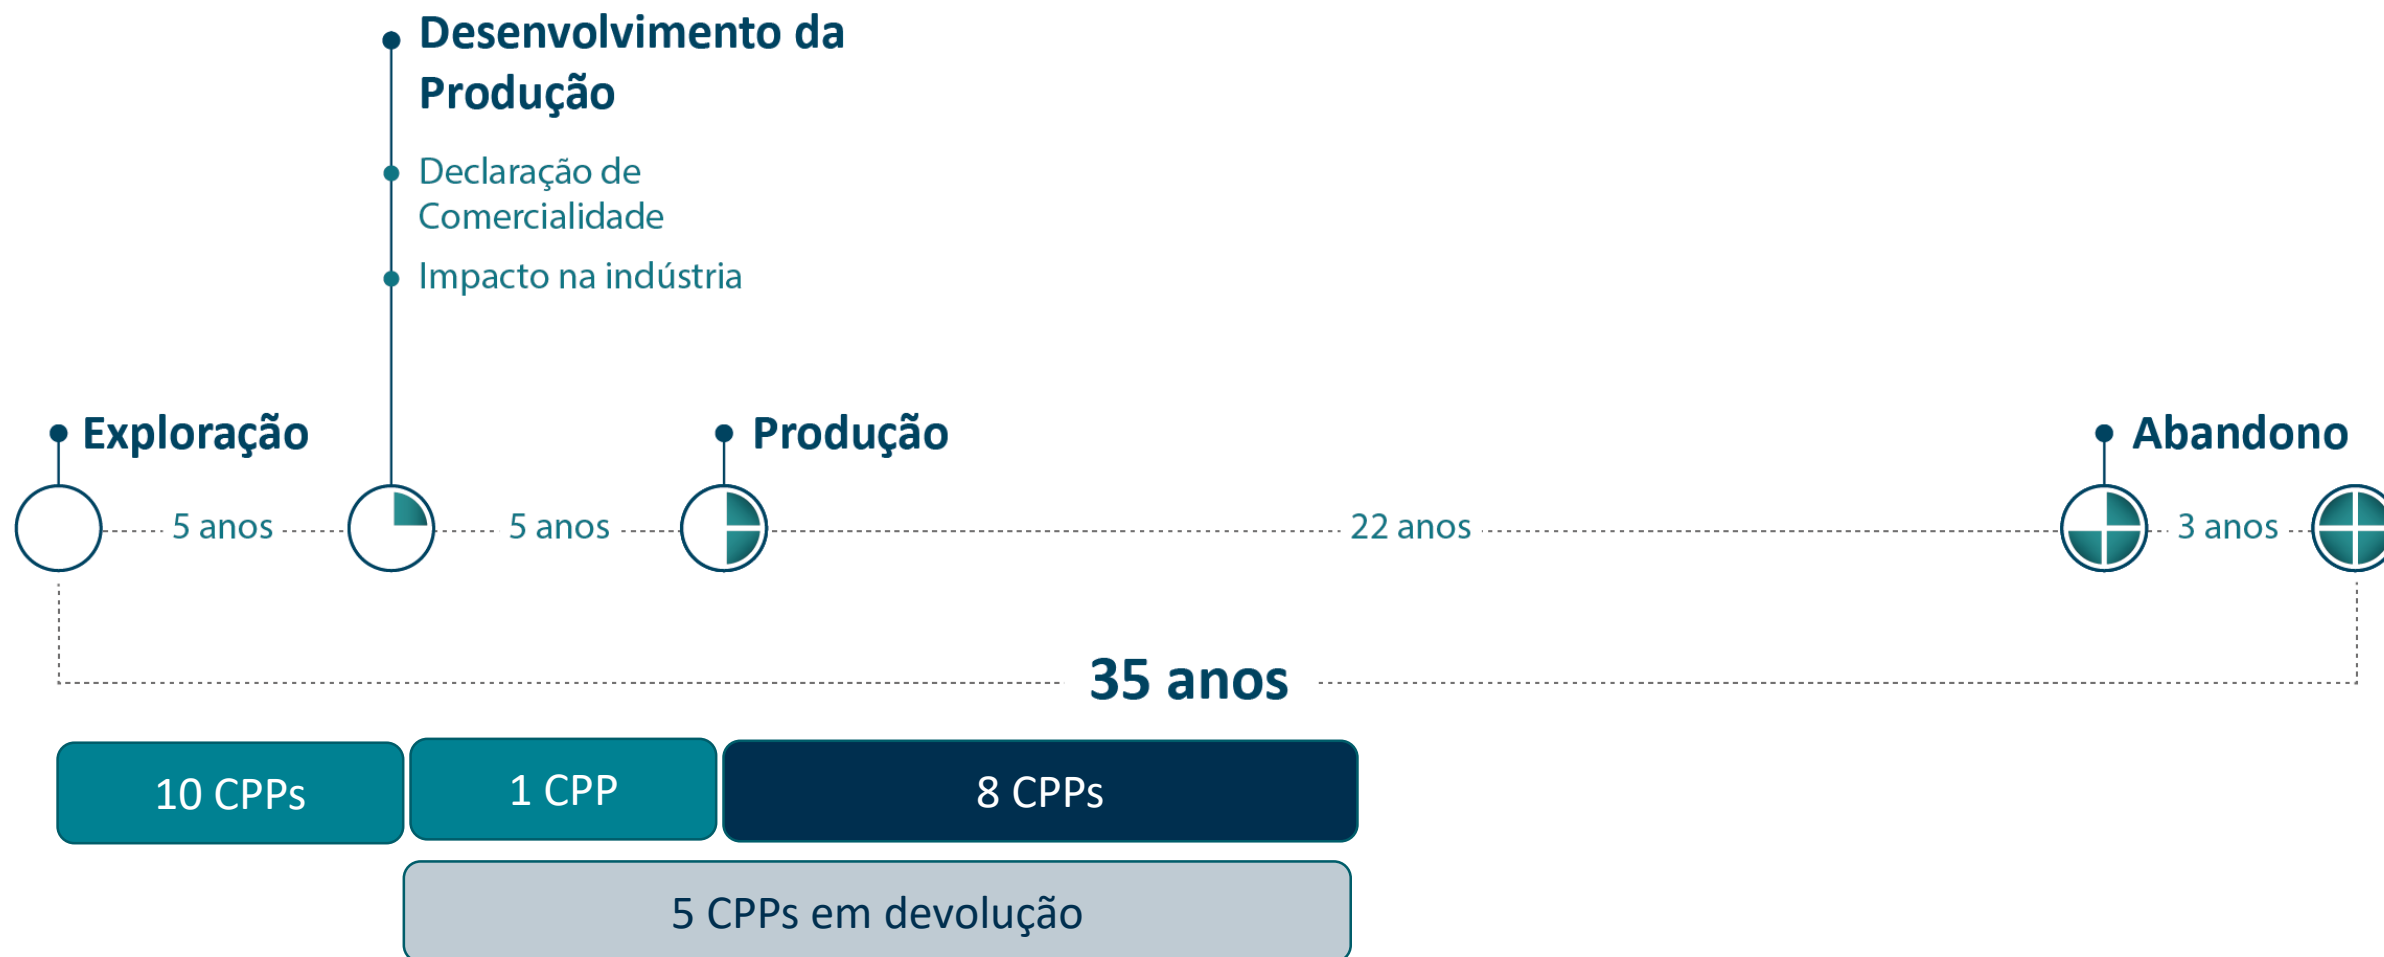 Desenvolvimento da
Produção
Declaração de
Comercialidade
Impacto na indústria
Exploração
Produção
Abandono
5 anos
5 anos
22 anos
3 anos
35 anos
10 CPPs
1 CPP
8 CPPs
5 CPPs em devolução